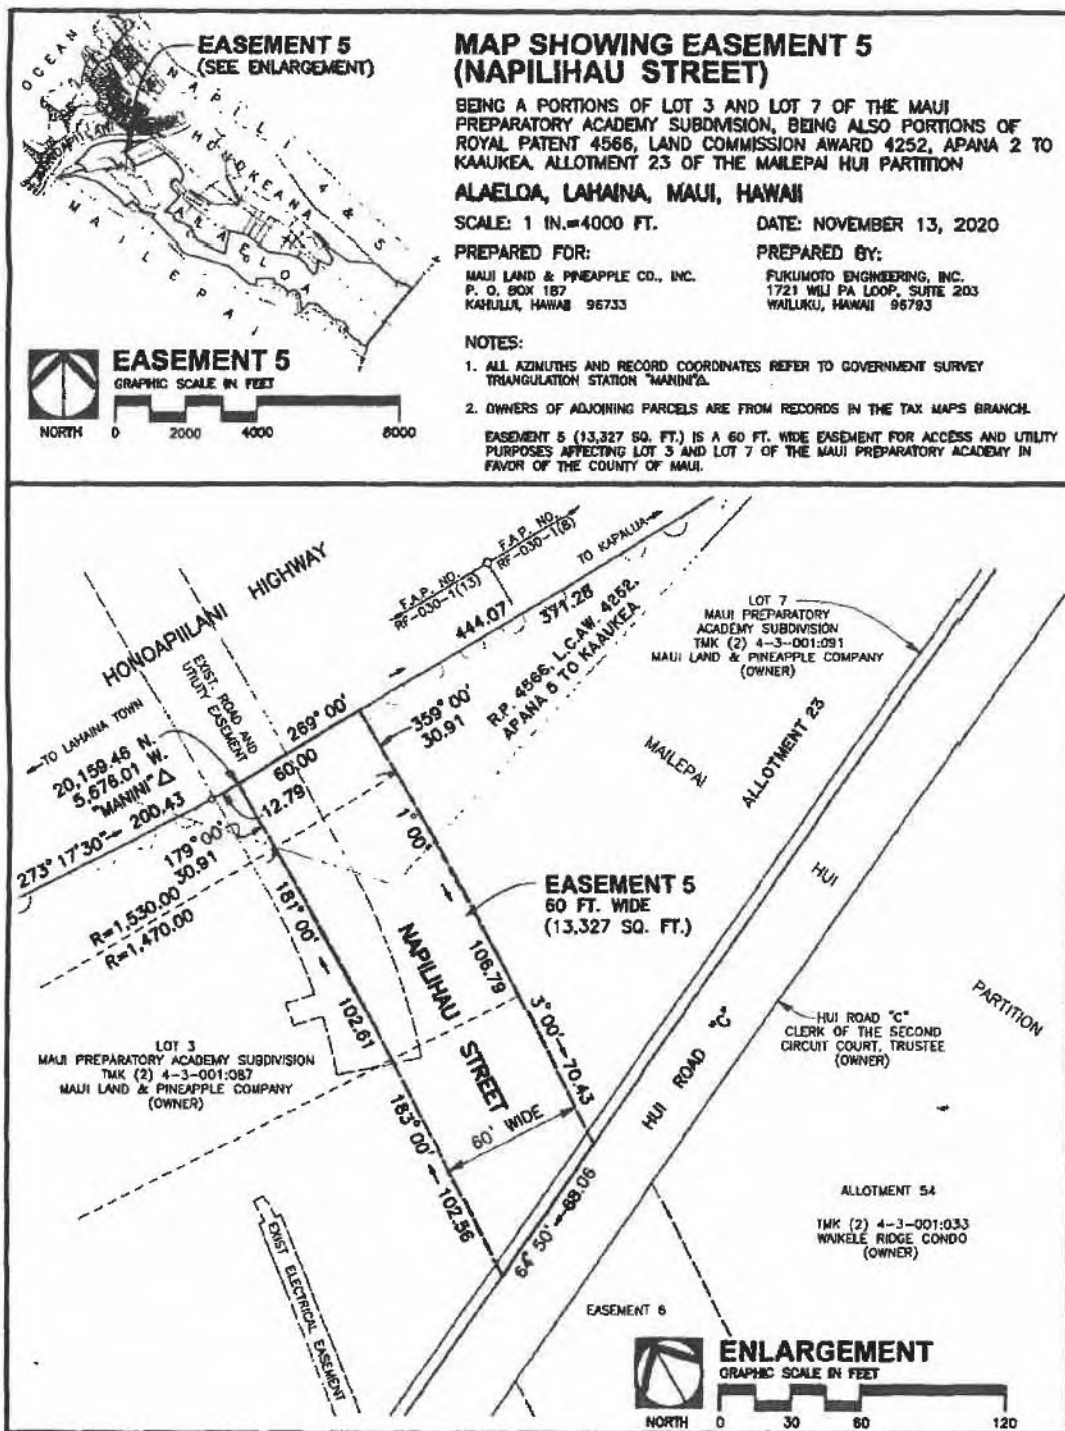 OCEAN
EASEMENT 5
(SEE ENLARGEMENT)
NAPILI 4 & 5
HONOKEANA
ALAELOA
MAILEPAI
EASEMENT 5
GRAPHIC SCALE IN FEET
NORTH
0 2000 4000 8000
MAP SHOWING EASEMENT 5
(NAPILIHAU STREET)
BEING A PORTIONS OF LOT 3 AND LOT 7 OF THE MAUI
PREPARATORY ACADEMY SUBDIVISION, BEING ALSO PORTIONS OF
ROYAL PATENT 4566, LAND COMMISSION AWARD 4252, APANA 2 TO
KAAUKEA, ALLOTMENT 23 OF THE MAILEPAI HUI PARTITION
ALAELOA, LAHAINA, MAUI, HAWAII
SCALE: 1 IN.=4000 FT.
DATE: NOVEMBER 13, 2020
PREPARED FOR:
MAUI LAND & PINEAPPLE CO., INC.
P. O. BOX 187
KAHULUI, HAWAII 96733
PREPARED BY:
FUKUMOTO ENGINEERING, INC.
1721 WILI PA LOOP, SUITE 203
WAILUKU, HAWAII 96793
NOTES:
1. ALL AZIMUTHS AND RECORD COORDINATES REFER TO GOVERNMENT SURVEY
TRIANGULATION STATION "MANINI"△.
2. OWNERS OF ADJOINING PARCELS ARE FROM RECORDS IN THE TAX MAPS BRANCH.
EASEMENT 5 (13,327 SQ. FT.) IS A 60 FT. WIDE EASEMENT FOR ACCESS AND UTILITY
PURPOSES AFFECTING LOT 3 AND LOT 7 OF THE MAUI PREPARATORY ACADEMY IN
FAVOR OF THE COUNTY OF MAUI.
HONOAPIILANI HIGHWAY
F.A.P. NO.
RF-030-1(13)
F.A.P. NO.
RF-030-1(8)
TO KAPALUA
444.07
371.28
R.P. 4566, L.C.AW. 4252,
APANA 5 TO KAAUKEA
EXIST. ROAD AND
UTILITY EASEMENT
TO LAHAINA TOWN
20,159.46 N.
5,676.01 W.
"MANINI"△
269° 00'
60.00
12.79
359° 00'
30.91
273° 17'30"
200.43
179° 00'
30.91
R=1,530.00
R=1,470.00
181° 00'
102.61
1° 00'
106.79
3° 00'
70.43
183° 00'
102.56
64° 50'
68.06
60' WIDE
NAPILIHAU STREET
EASEMENT 5
60 FT. WIDE
(13,327 SQ. FT.)
LOT 7
MAUI PREPARATORY
ACADEMY SUBDIVISION
TMK (2) 4-3-001:091
MAUI LAND & PINEAPPLE COMPANY
(OWNER)
MAILEPAI HUI PARTITION
ALLOTMENT 23
HUI ROAD "C"
HUI ROAD "C"
CLERK OF THE SECOND
CIRCUIT COURT, TRUSTEE
(OWNER)
LOT 3
MAUI PREPARATORY ACADEMY SUBDIVISION
TMK (2) 4-3-001:087
MAUI LAND & PINEAPPLE COMPANY
(OWNER)
EXIST ELECTRICAL EASEMENT
ALLOTMENT 54
TMK (2) 4-3-001:033
WAIKELE RIDGE CONDO
(OWNER)
EASEMENT 6
ENLARGEMENT
GRAPHIC SCALE IN FEET
NORTH
0 30 60 120